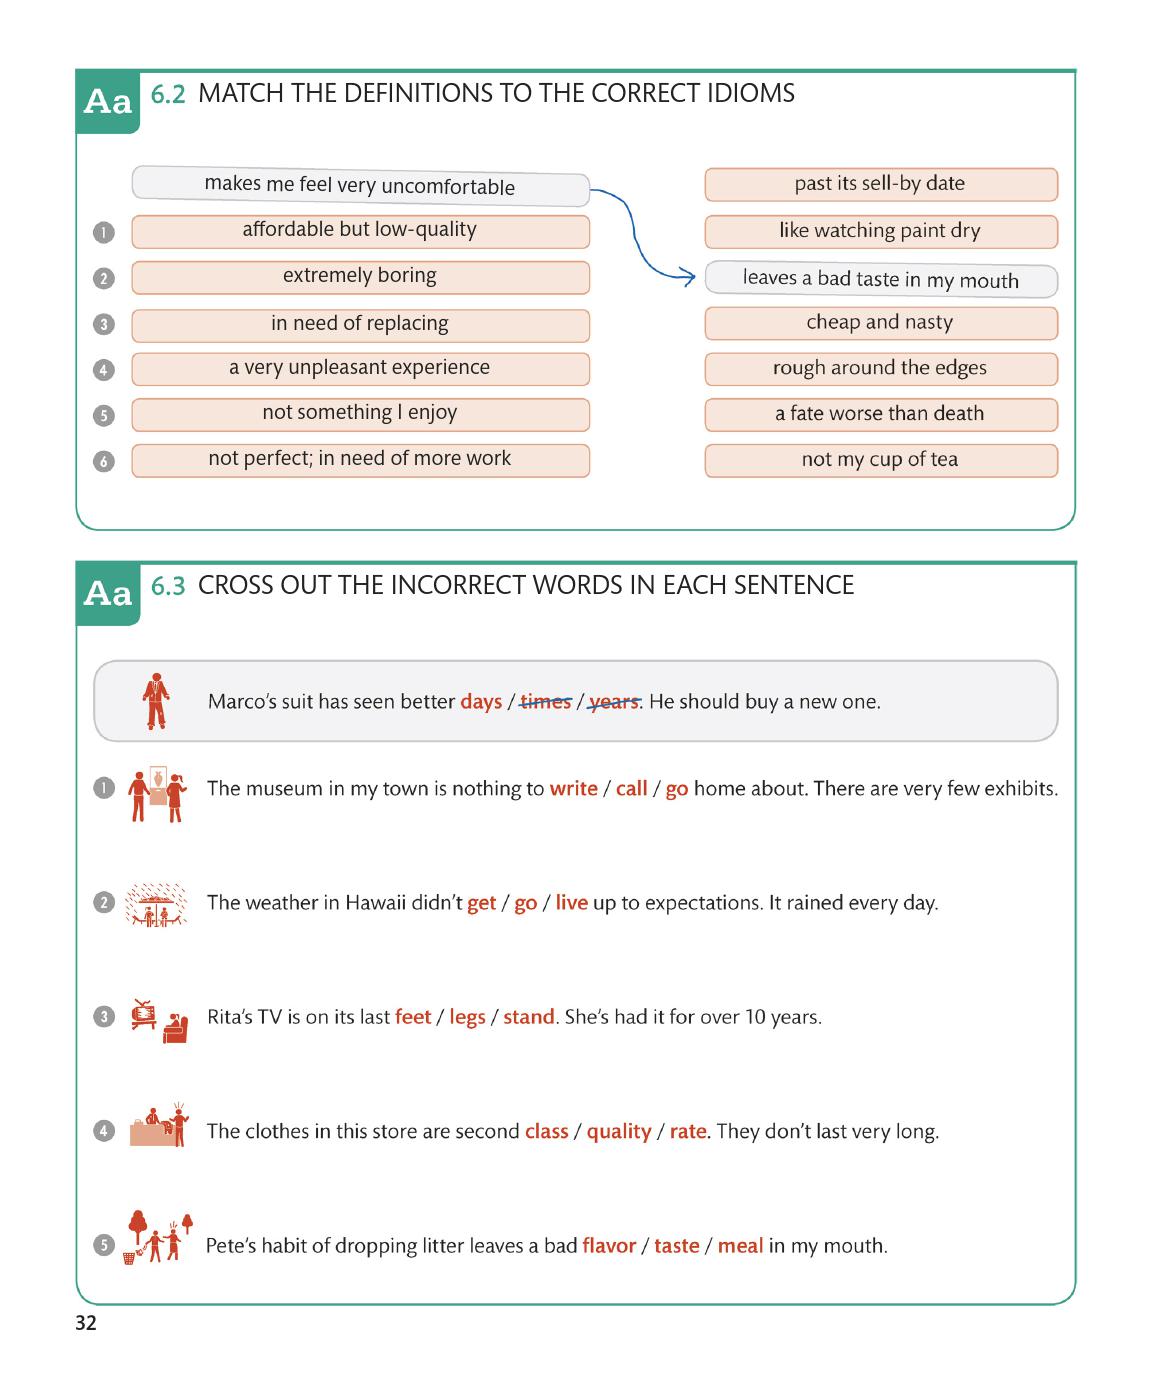 Aa 6.2 MATCH THE DEFINITIONS TO THE CORRECT IDIOMS
makes me feel very uncomfortable
1 affordable but low-quality
2 extremely boring
3 in need of replacing
4 a very unpleasant experience
5 not something I enjoy
6 not perfect; in need of more work
past its sell-by date
like watching paint dry
leaves a bad taste in my mouth
cheap and nasty
rough around the edges
a fate worse than death
not my cup of tea
Aa 6.3 CROSS OUT THE INCORRECT WORDS IN EACH SENTENCE
Marco’s suit has seen better days / times / years. He should buy a new one.
1 The museum in my town is nothing to write / call / go home about. There are very few exhibits.
2 The weather in Hawaii didn’t get / go / live up to expectations. It rained every day.
3 Rita’s TV is on its last feet / legs / stand. She’s had it for over 10 years.
4 The clothes in this store are second class / quality / rate. They don’t last very long.
5 Pete’s habit of dropping litter leaves a bad flavor / taste / meal in my mouth.
32